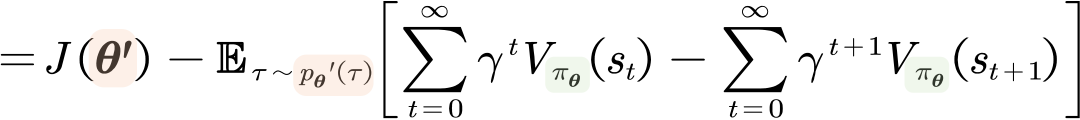 = J(θ′) − 𝔼_{τ∼p_{θ′}(τ)} [ ∑_{t=0}^{∞} γ^t V_{π_θ}(s_t) − ∑_{t=0}^{∞} γ^{t+1} V_{π_θ}(s_{t+1}) ]